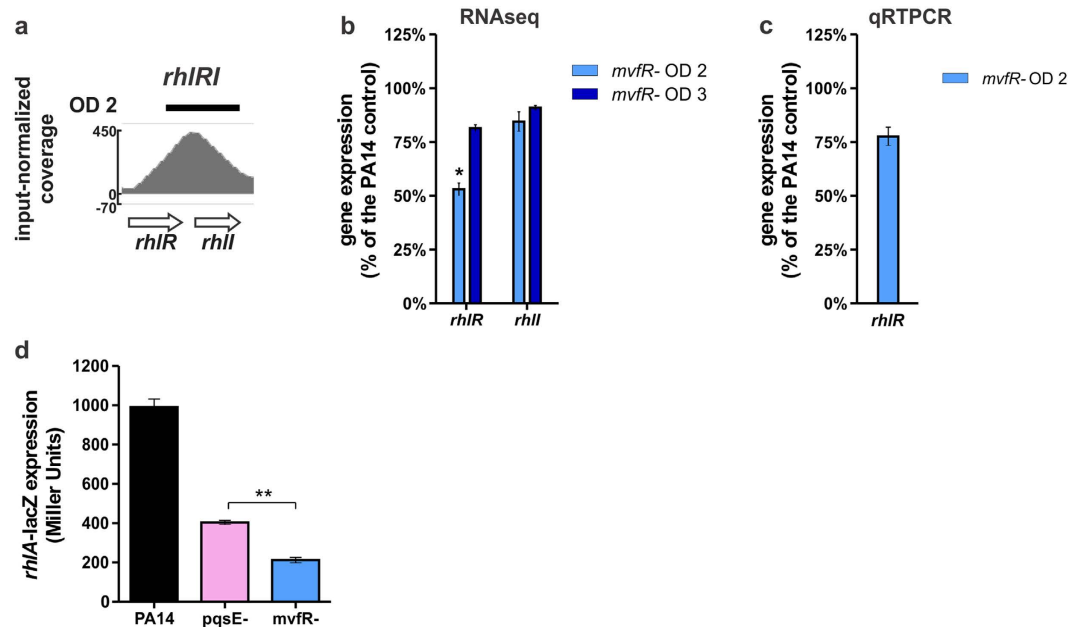 a
rhlRI
OD 2
input-normalized
coverage
450
0
-70
rhlR
rhlI
b
RNAseq
gene expression
(% of the PA14 control)
125%
100%
75%
50%
25%
0%
*
rhlR
rhlI
mvfR- OD 2
mvfR- OD 3
c
qRTPCR
gene expression
(% of the PA14 control)
125%
100%
75%
50%
25%
0%
rhlR
mvfR- OD 2
d
rhlA-lacZ expression
(Miller Units)
1200
1000
800
600
400
200
0
**
PA14
pqsE-
mvfR-